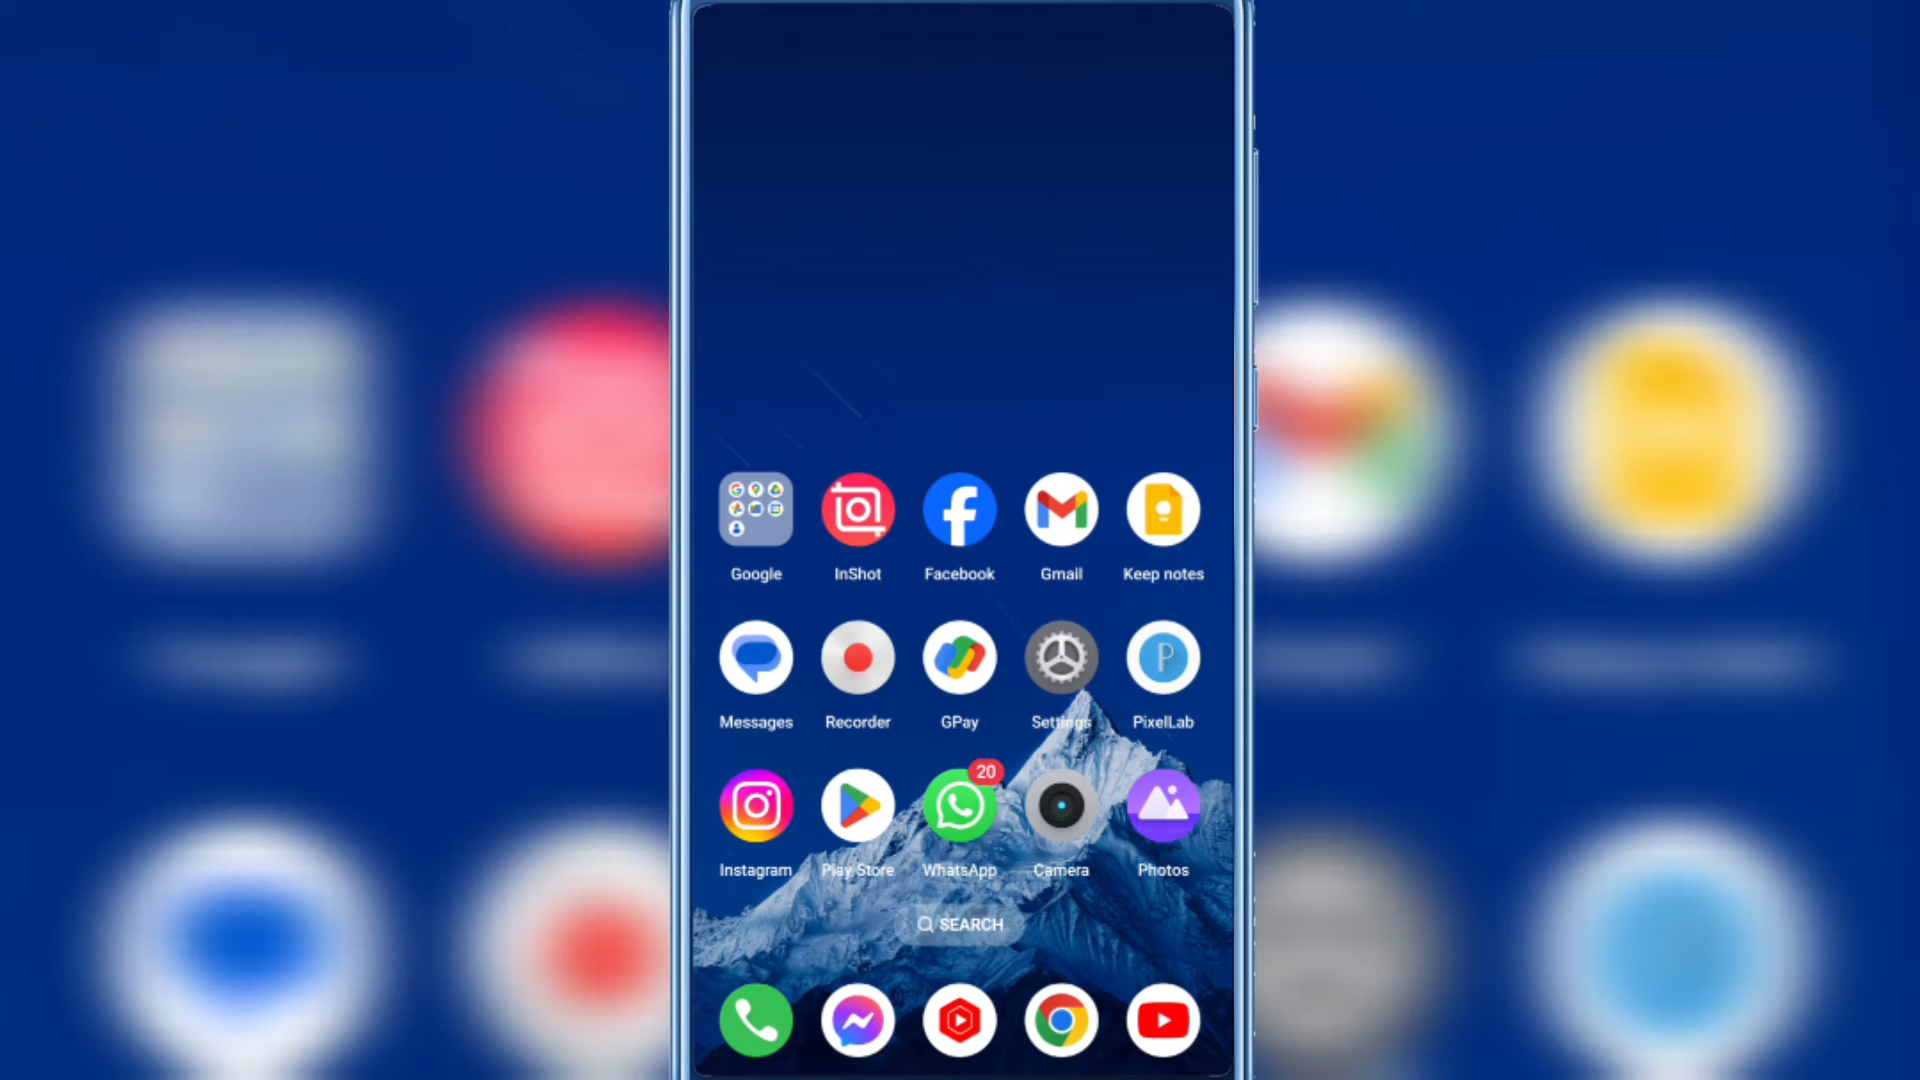 Google InShot Facebook Gmail Keep notes
Messages Recorder GPay Settings PixelLab
20
Instagram Play Store WhatsApp Camera Photos
SEARCH